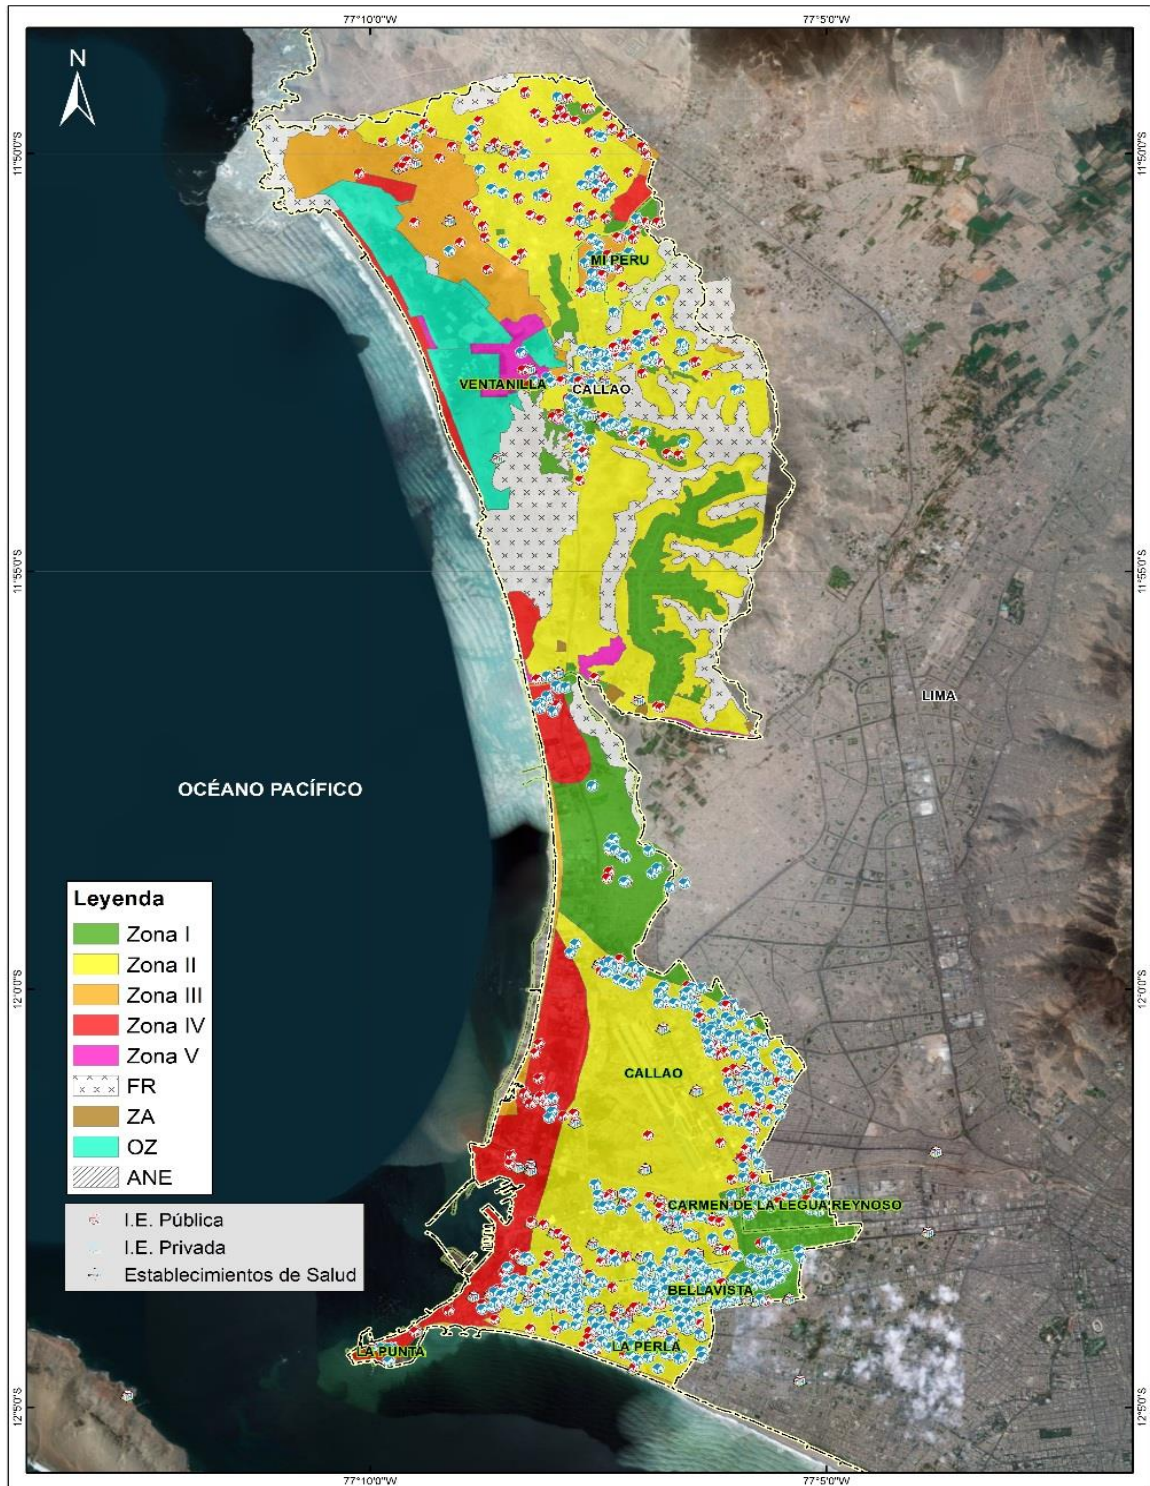 77°10'0"W
77°5'0"W
N
11°50'0"S
11°50'0"S
MI PERU
VENTANILLA
CALLAO
11°55'0"S
11°55'0"S
LIMA
OCÉANO PACÍFICO
Leyenda
Zona I
Zona II
Zona III
Zona IV
Zona V
FR
ZA
OZ
ANE
I.E. Pública
I.E. Privada
Establecimientos de Salud
12°0'0"S
12°0'0"S
CALLAO
CARMEN DE LA LEGUA REYNOSO
BELLAVISTA
LA PERLA
LA PUNTA
12°5'0"S
12°5'0"S
77°10'0"W
77°5'0"W